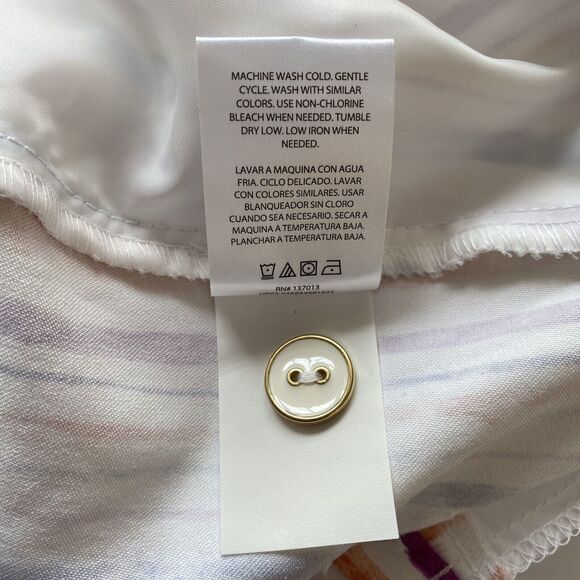 MACHINE WASH COLD. GENTLE
CYCLE. WASH WITH SIMILAR
COLORS. USE NON-CHLORINE
BLEACH WHEN NEEDED. TUMBLE
DRY LOW. LOW IRON WHEN
NEEDED.
LAVAR A MAQUINA CON AGUA
FRIA. CICLO DELICADO. LAVAR
CON COLORES SIMILARES. USAR
BLANQUEADOR SIN CLORO
CUANDO SEA NECESARIO. SECAR A
MAQUINA A TEMPERATURA BAJA.
PLANCHAR A TEMPERATURA BAJA.
RN# 137013